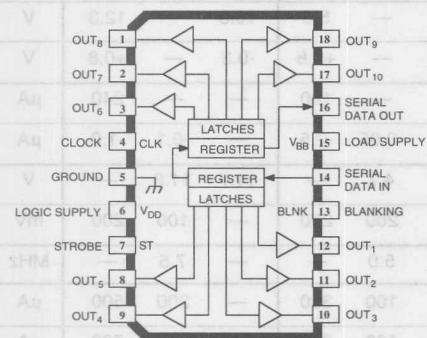 OUT8 1 18 OUT9
OUT7 2 17 OUT10
OUT6 3 16 SERIAL DATA OUT
LATCHES
CLOCK 4 CLK REGISTER VBB 15 LOAD SUPPLY
GROUND 5 REGISTER 14 SERIAL DATA IN
LATCHES
LOGIC SUPPLY 6 VDD BLNK 13 BLANKING
STROBE 7 ST 12 OUT1
OUT5 8 11 OUT2
OUT4 9 10 OUT3